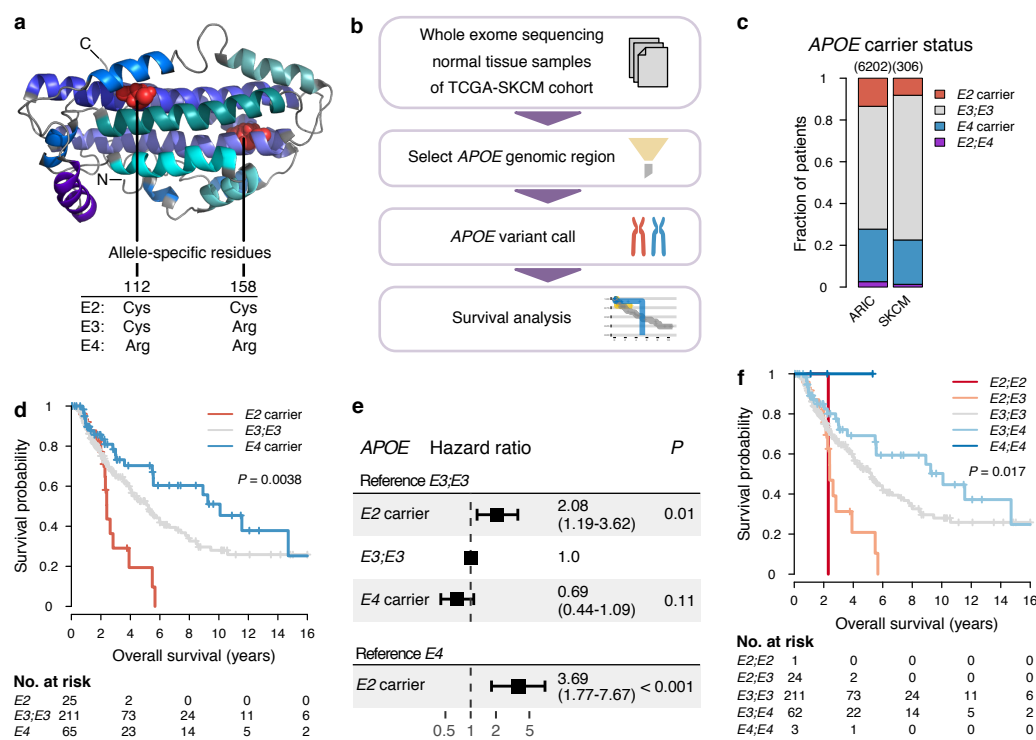 a
C
N
Allele-specific residues
112 158
E2: Cys Cys
E3: Cys Arg
E4: Arg Arg
b
Whole exome sequencing
normal tissue samples
of TCGA-SKCM cohort
Select APOE genomic region
APOE variant call
Survival analysis
c
APOE carrier status
(6202) (306)
1
0.8
0.6
0.4
0.2
0
Fraction of patients
ARIC
SKCM
E2 carrier
E3;E3
E4 carrier
E2;E4
d
1
0.8
0.6
0.4
0.2
0
Survival probability
E2 carrier
E3;E3
E4 carrier
P = 0.0038
0 2 4 6 8 10 12 14 16
Overall survival (years)
No. at risk
E2 25 2 0 0 0
E3;E3 211 73 24 11 6
E4 65 23 14 5 2
e
APOE Hazard ratio P
Reference E3;E3
E2 carrier 2.08 0.01
(1.19-3.62)
E3;E3 1.0
E4 carrier 0.69 0.11
(0.44-1.09)
Reference E4
E2 carrier 3.69 < 0.001
(1.77-7.67)
0.5 1 2 5
f
1
0.8
0.6
0.4
0.2
0
Survival probability
E2;E2
E2;E3
E3;E3
E3;E4
E4;E4
P = 0.017
0 2 4 6 8 10 12 14 16
Overall survival (years)
No. at risk
E2;E2 1 0 0 0 0
E2;E3 24 2 0 0 0
E3;E3 211 73 24 11 6
E3;E4 62 22 14 5 2
E4;E4 3 1 0 0 0